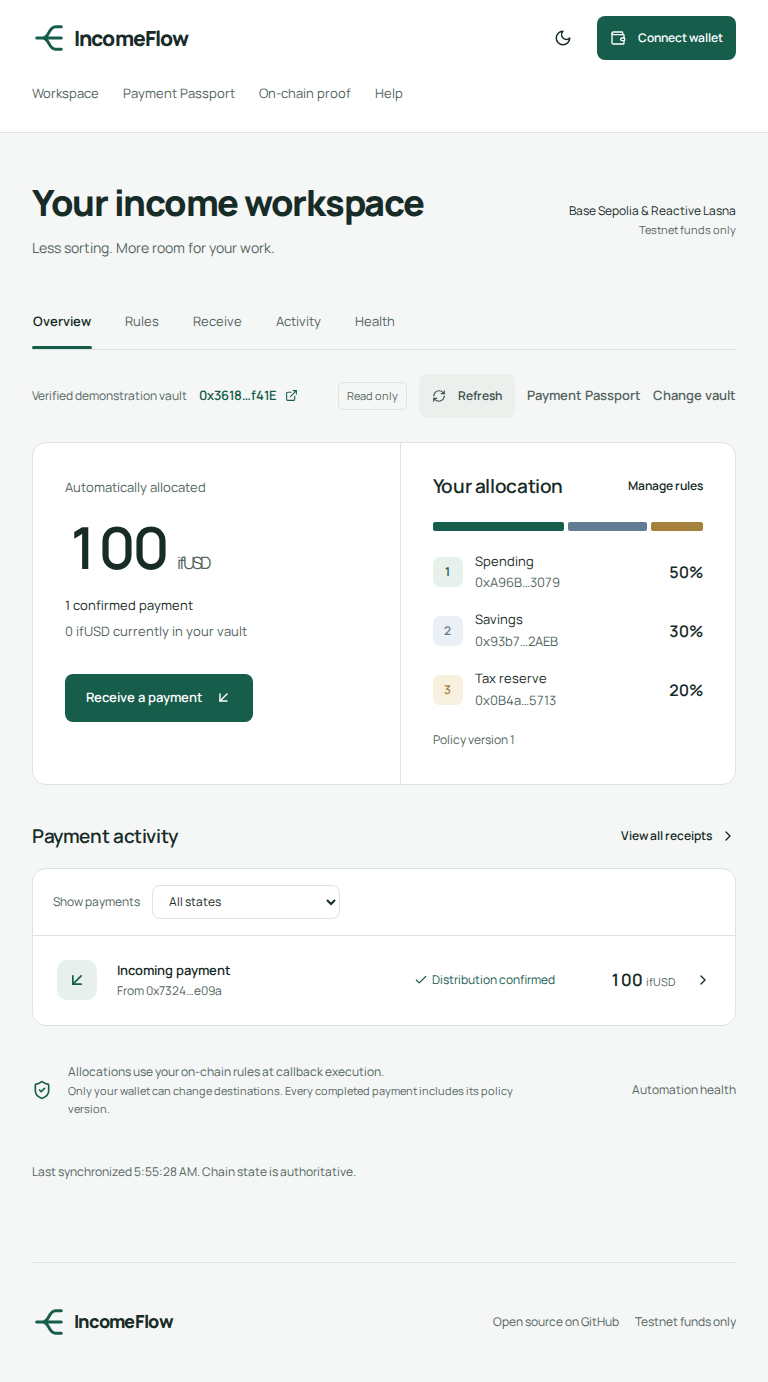 IncomeFlow
Connect wallet
Workspace Payment Passport On-chain proof Help
Your income workspace
Less sorting. More room for your work.
Base Sepolia & Reactive Lasna
Testnet funds only
Overview Rules Receive Activity Health
Verified demonstration vault 0x3618…f41E Read only Refresh Payment Passport Change vault
Automatically allocated
100 ifUSD
1 confirmed payment
0 ifUSD currently in your vault
Receive a payment
Your allocation Manage rules
1 Spending 50%
0xA96B…3079
2 Savings 30%
0x93b7…2AEB
3 Tax reserve 20%
0x0B4a…5713
Policy version 1
Payment activity View all receipts
Show payments All states
Incoming payment
From 0x7324…e09a
Distribution confirmed
100 ifUSD
Allocations use your on-chain rules at callback execution.
Only your wallet can change destinations. Every completed payment includes its policy
version.
Automation health
Last synchronized 5:55:28 AM. Chain state is authoritative.
IncomeFlow
Open source on GitHub Testnet funds only